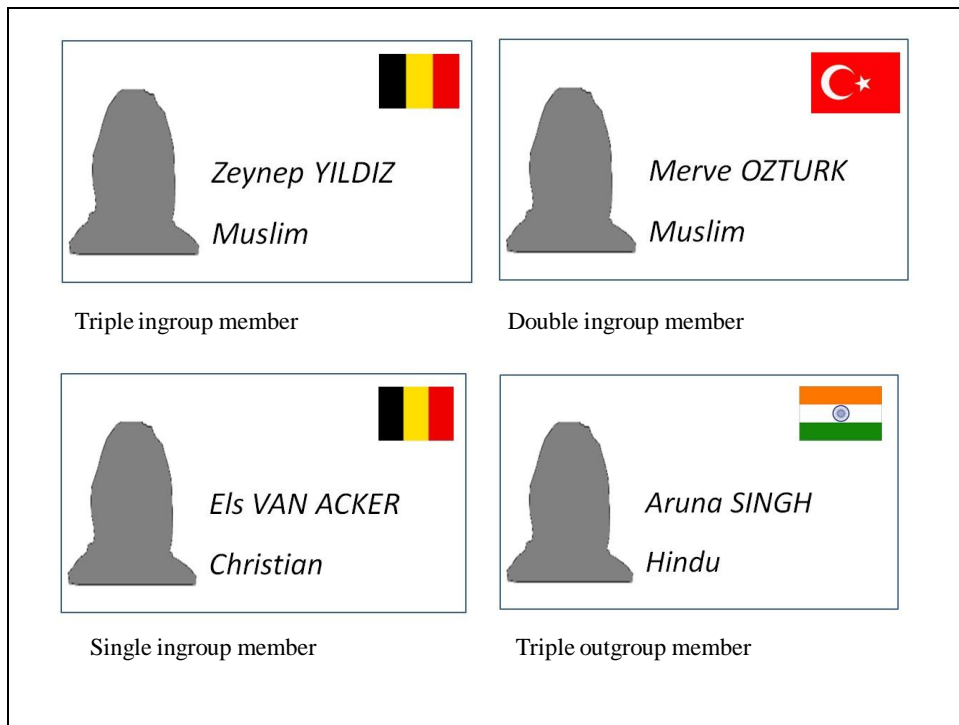 Zeynep YILDIZ
Muslim
Triple ingroup member
Merve OZTURK
Muslim
Double ingroup member
Els VAN ACKER
Christian
Single ingroup member
Aruna SINGH
Hindu
Triple outgroup member